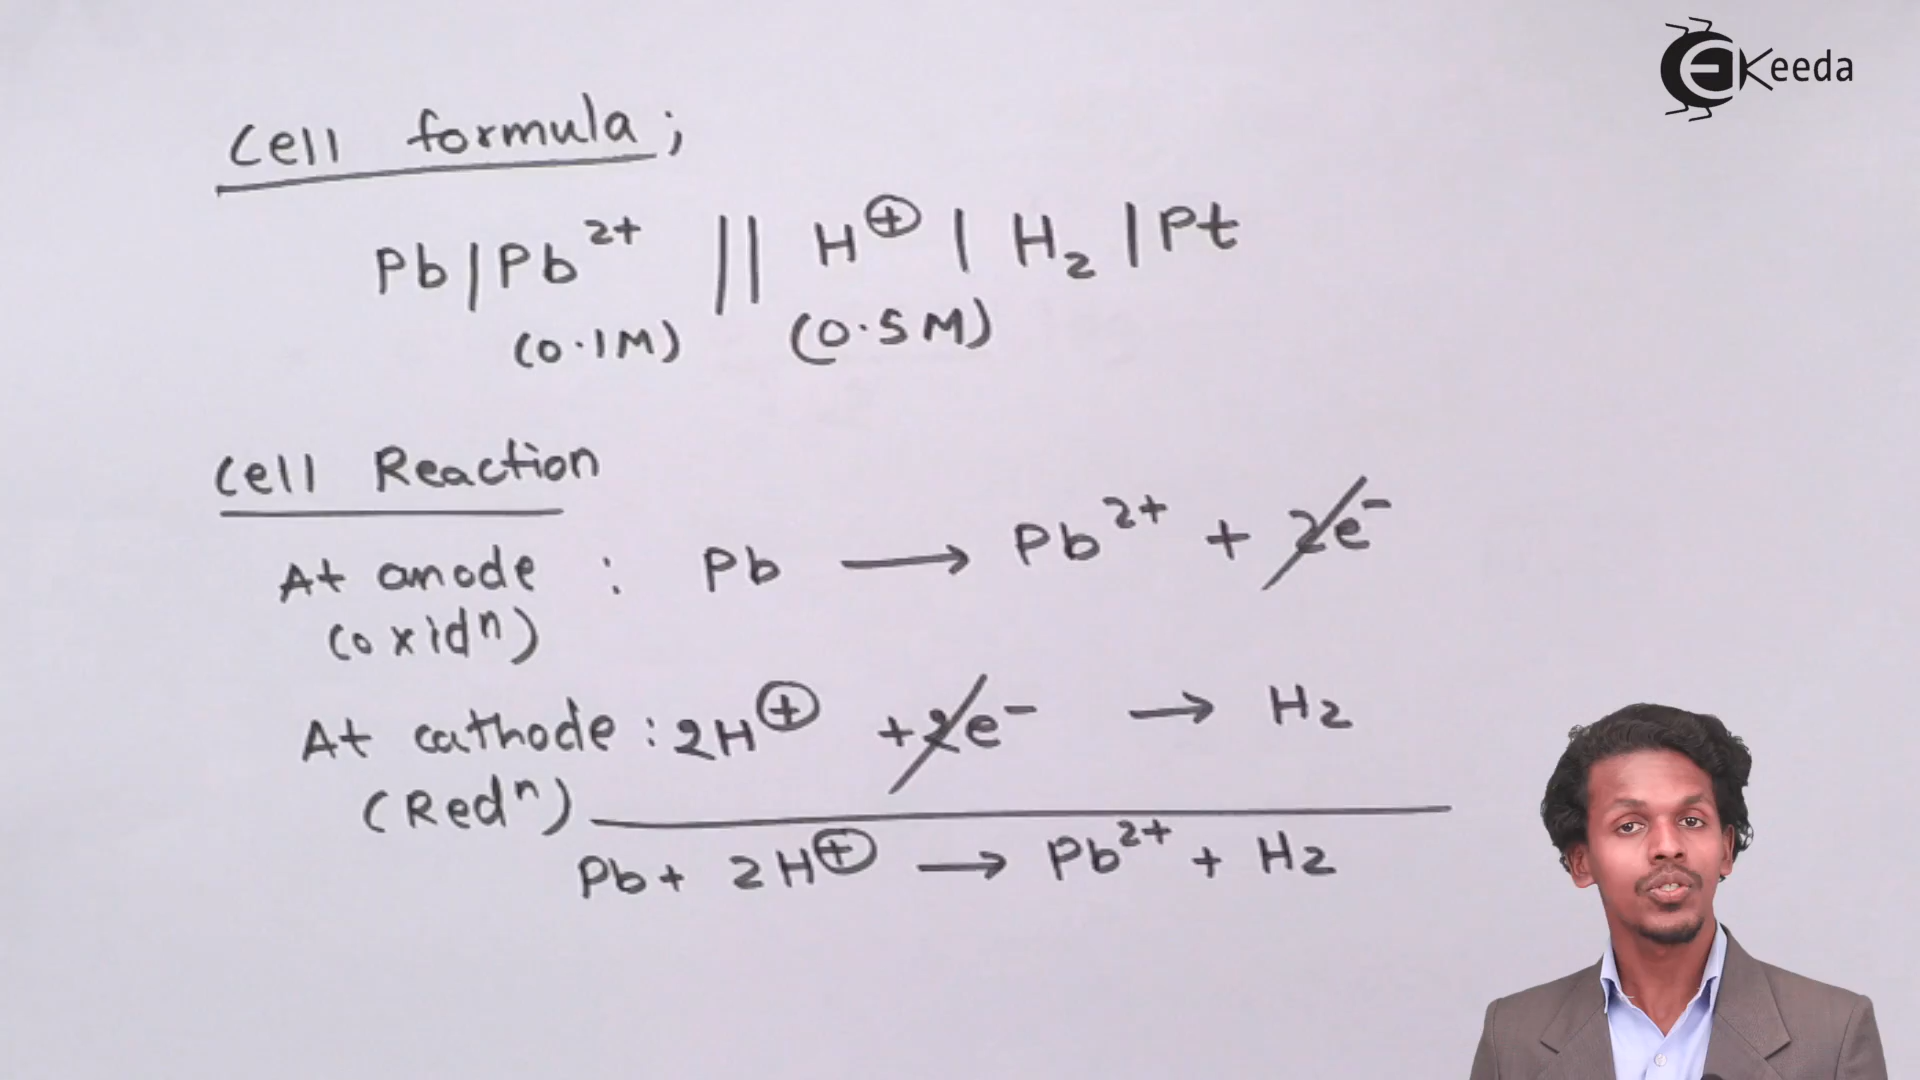 EKeeda
Cell formula;
Pb | Pb²⁺ || H⊕ | H₂ | Pt
(0.1M) (0.5M)
Cell Reaction
At anode : Pb → Pb²⁺ + 2e⁻
(oxidⁿ)
At cathode : 2H⊕ + 2e⁻ → H₂
(Redⁿ)
Pb + 2H⊕ → Pb²⁺ + H₂